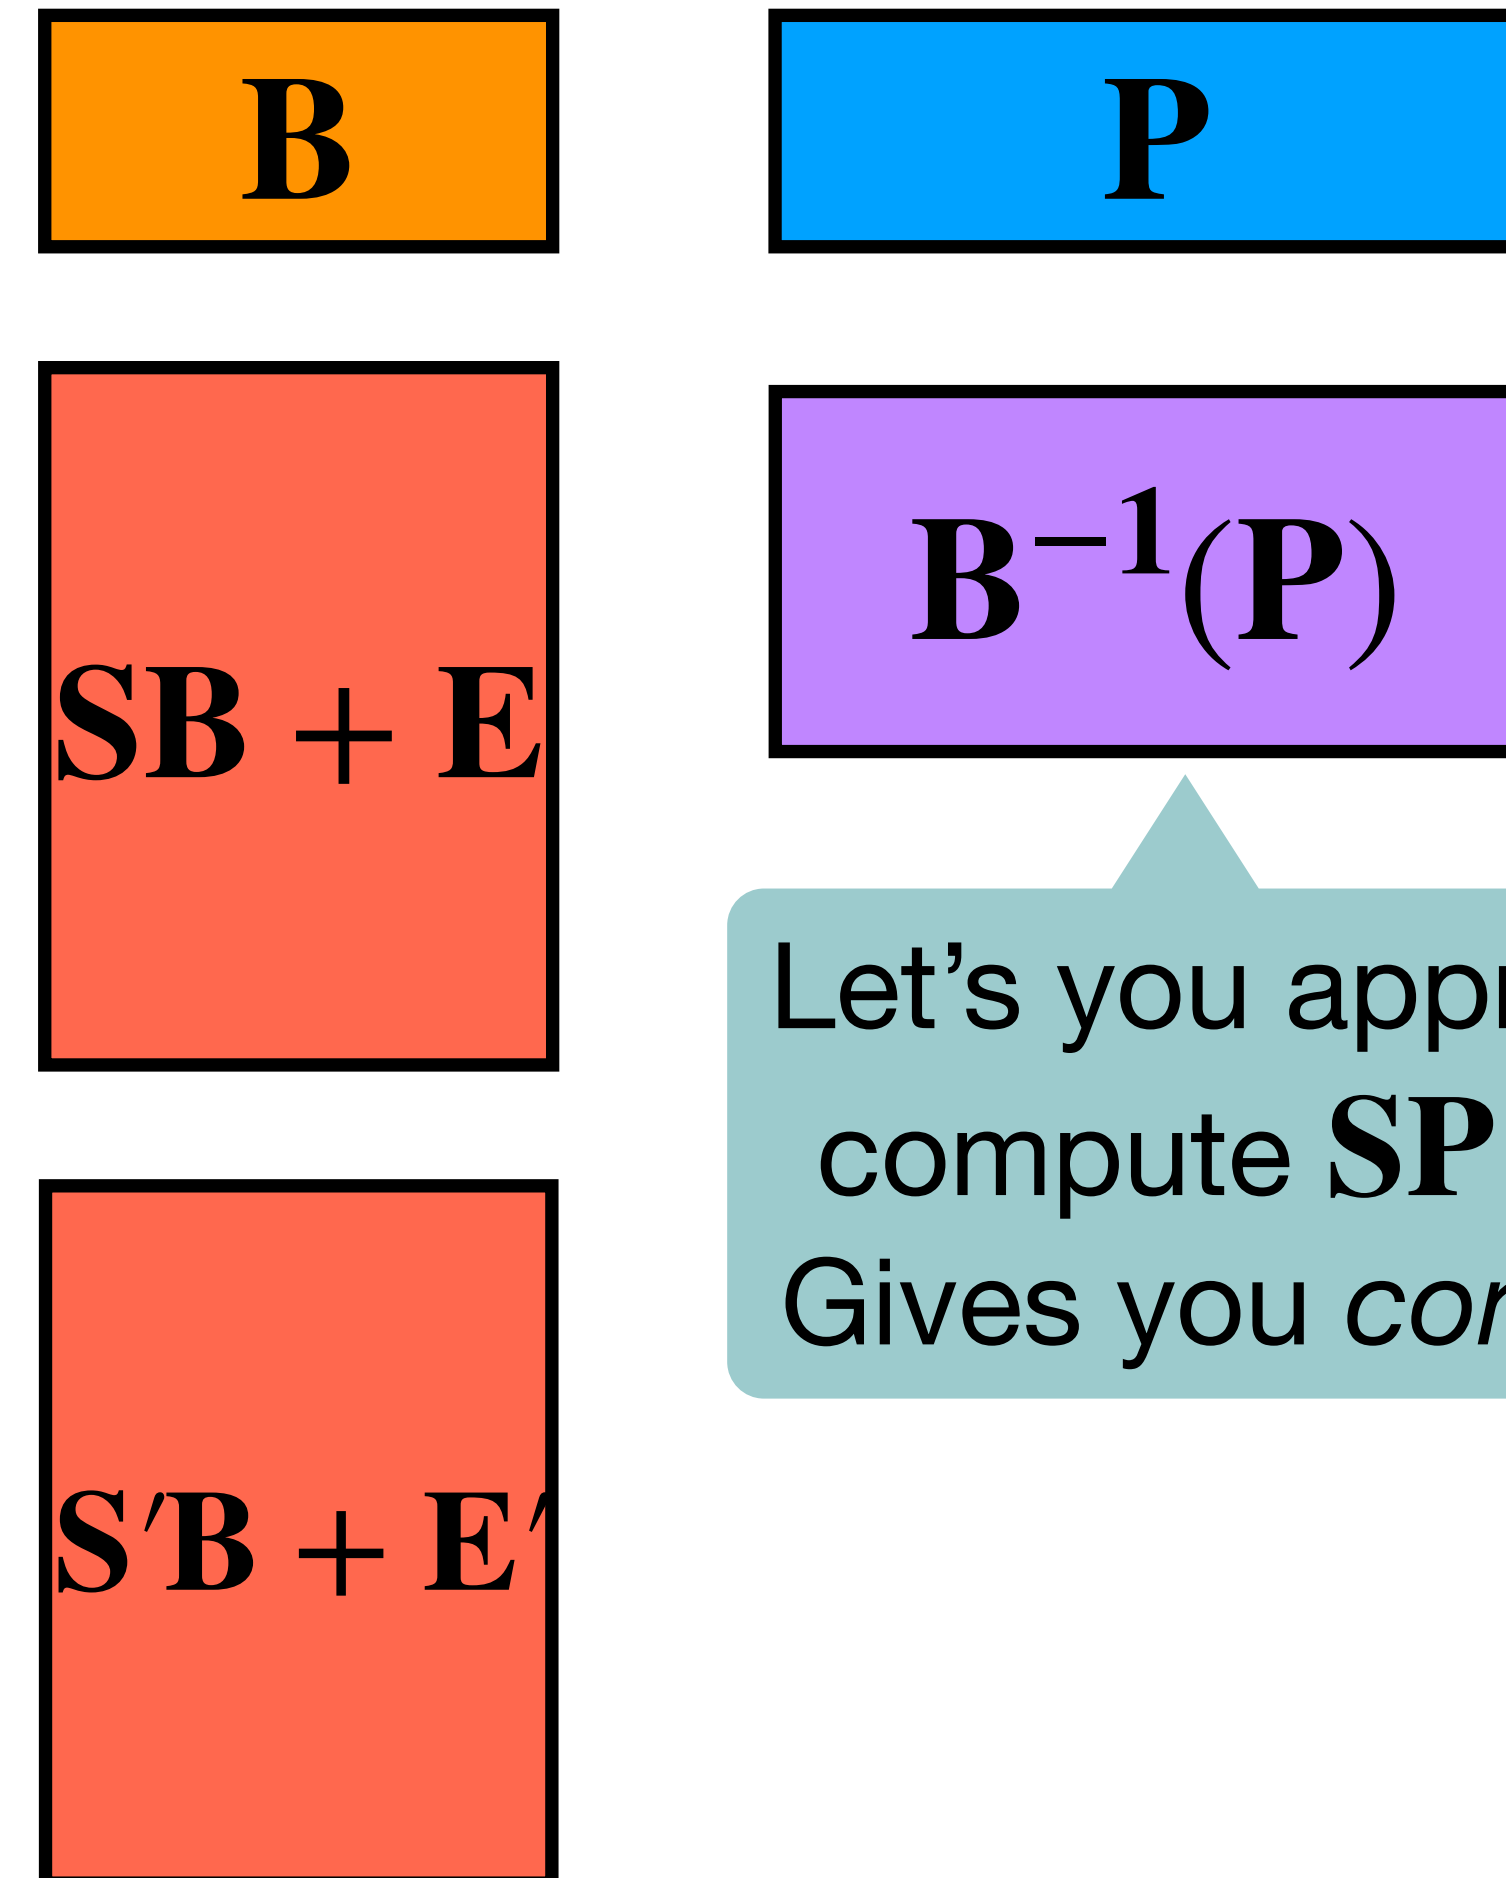 B
P
SB + E
B⁻¹(P)
Let's you
compute SP
Gives you
S′B + E′